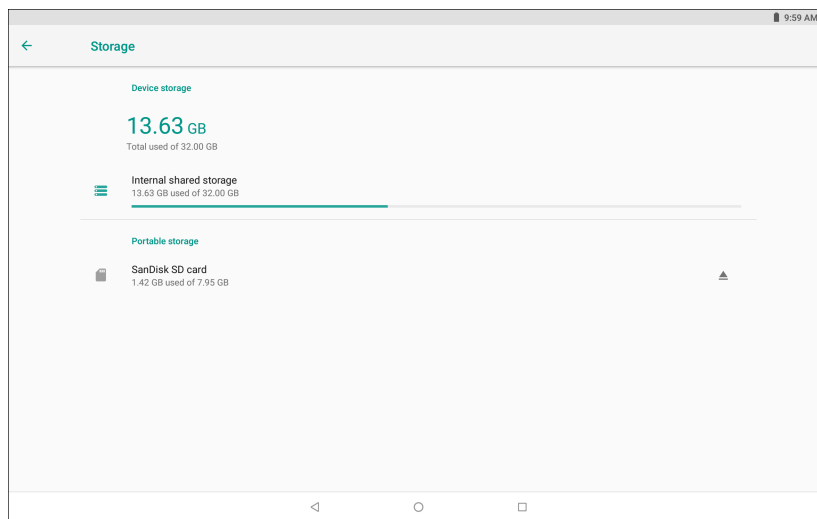 9:59 AM
Storage
Device storage
13.63 GB
Total used of 32.00 GB
Internal shared storage
13.63 GB used of 32.00 GB
Portable storage
SanDisk SD card
1.42 GB used of 7.95 GB